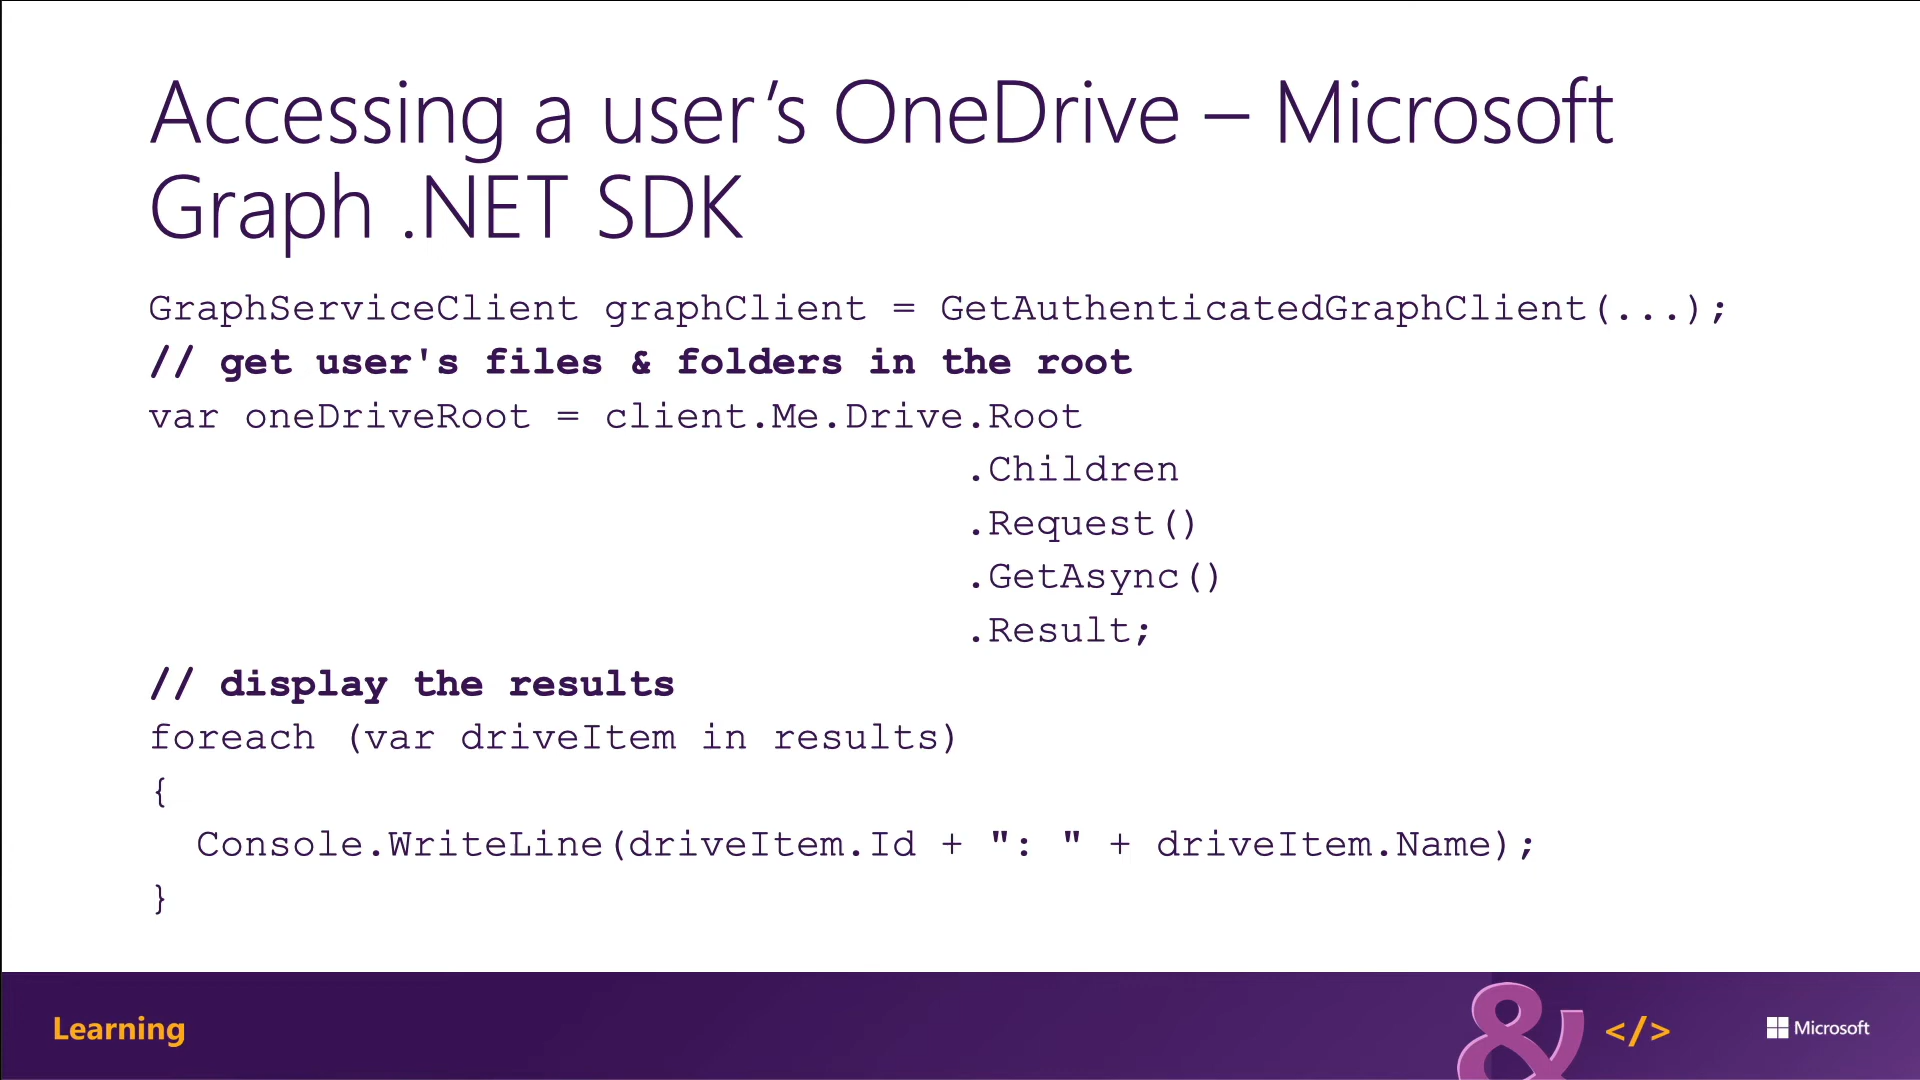 Accessing a user’s OneDrive – Microsoft
Graph .NET SDK
GraphServiceClient graphClient = GetAuthenticatedGraphClient(...);
// get user's files & folders in the root
var oneDriveRoot = client.Me.Drive.Root
.Children
.Request()
.GetAsync()
.Result;
// display the results
foreach (var driveItem in results)
{
Console.WriteLine(driveItem.Id + ": " + driveItem.Name);
}
Learning
& </>
Microsoft